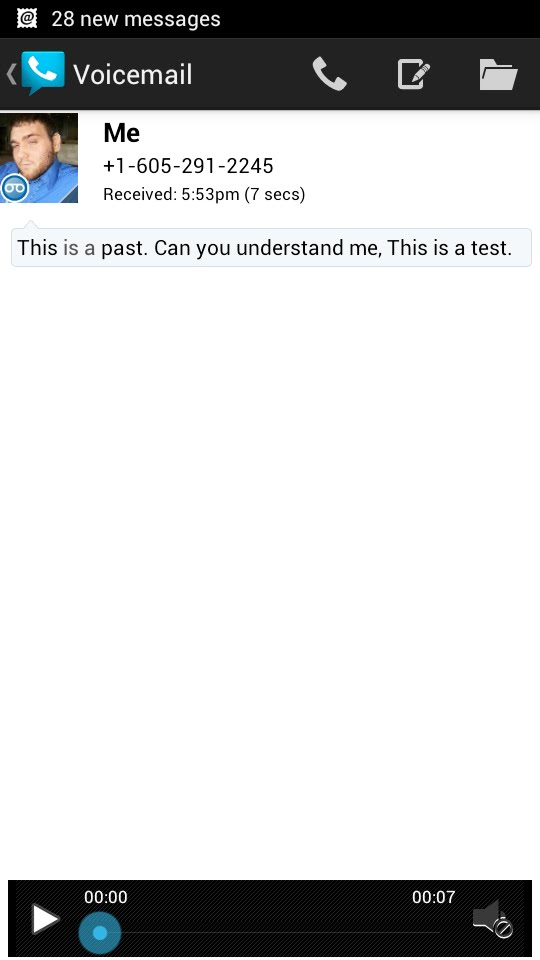 28 new messages
Voicemail
Me
+1-605-291-2245
Received: 5:53pm (7 secs)
This is a past. Can you understand me, This is a test.
00:00 00:07